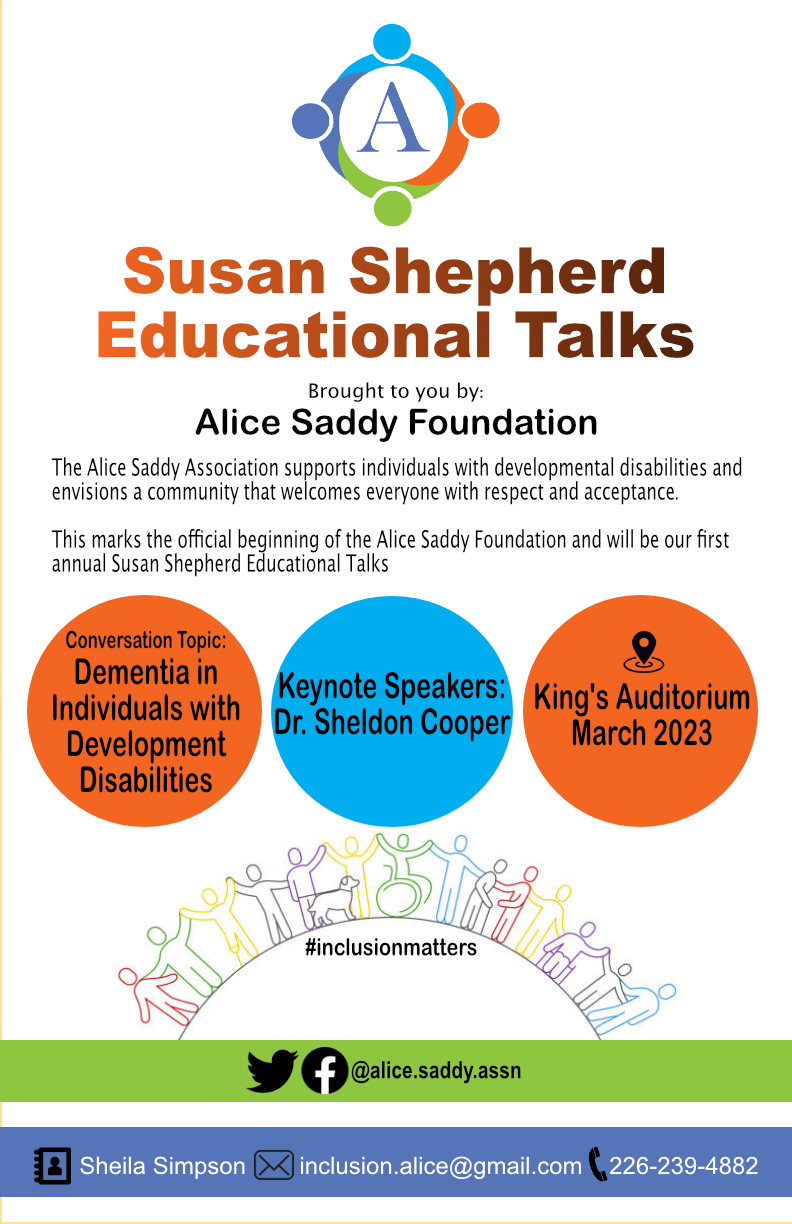 A
Susan Shepherd
Educational Talks
Brought to you by:
Alice Saddy Foundation
The Alice Saddy Association supports individuals with developmental disabilities and
envisions a community that welcomes everyone with respect and acceptance.
This marks the official beginning of the Alice Saddy Foundation and will be our first
annual Susan Shepherd Educational Talks
Conversation Topic:
Dementia in
Individuals with
Development
Disabilities
Keynote Speakers:
Dr. Sheldon Cooper
King's Auditorium
March 2023
#inclusionmatters
@alice.saddy.assn
Sheila Simpson inclusion.alice@gmail.com 226-239-4882